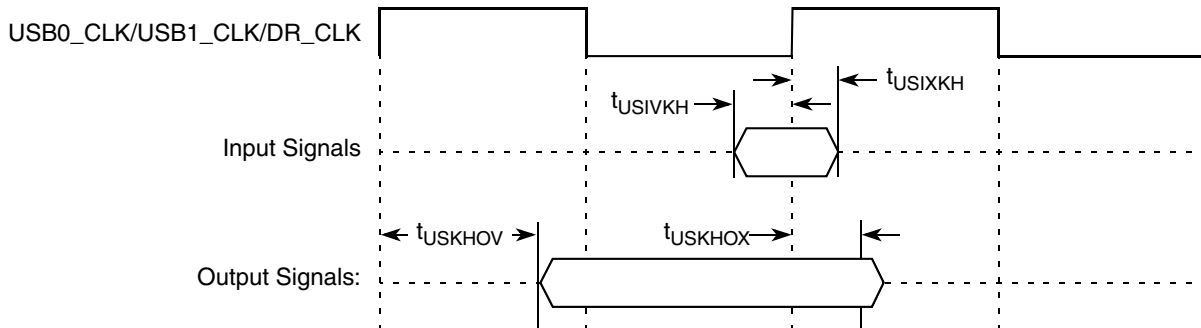 USB0_CLK/USB1_CLK/DR_CLK
tUSIXKH
tUSIVKH
Input Signals
tUSKHOV
tUSKHOX
Output Signals: